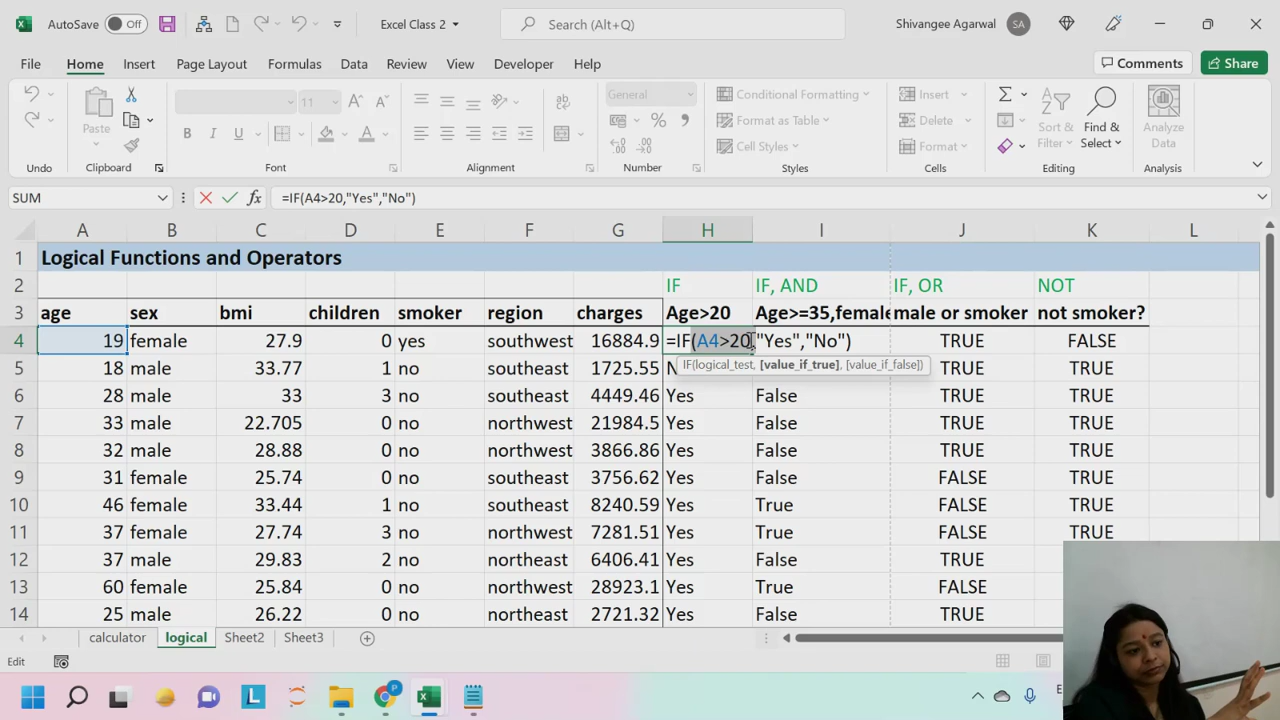 AutoSave Off Excel Class 2 Search (Alt+Q) Shivangee Agarwal SA
File Home Insert Page Layout Formulas Data Review View Developer Help Comments Share
Paste 11 General Conditional Formatting Insert Sort & Find & Analyze
B I U Format as Table Delete Filter Select Data
Cell Styles Format
Undo Clipboard Font Alignment Number Styles Cells Editing Analysis
SUM fx =IF(A4>20,"Yes","No")
A B C D E F G H I J K L
1 Logical Functions and Operators
2 IF IF, AND IF, OR NOT
3 age sex bmi children smoker region charges Age>20 Age>=35,female male or smoker not smoker?
4 19 female 27.9 0 yes southwest 16884.9 =IF(A4>20,"Yes","No") TRUE FALSE
IF(logical_test, [value_if_true], [value_if_false])
5 18 male 33.77 1 no southeast 1725.55 TRUE TRUE
6 28 male 33 3 no southeast 4449.46 Yes False TRUE TRUE
7 33 male 22.705 0 no northwest 21984.5 Yes False TRUE TRUE
8 32 male 28.88 0 no northwest 3866.86 Yes False TRUE TRUE
9 31 female 25.74 0 no southeast 3756.62 Yes False FALSE TRUE
10 46 female 33.44 1 no southeast 8240.59 Yes True FALSE TRUE
11 37 female 27.74 3 no northwest 7281.51 Yes True FALSE TRUE
12 37 male 29.83 2 no northeast 6406.41 Yes False TRUE
13 60 female 25.84 0 no northwest 28923.1 Yes True FALSE
14 25 male 26.22 0 no northeast 2721.32 Yes False TRUE
calculator logical Sheet2 Sheet3
Edit